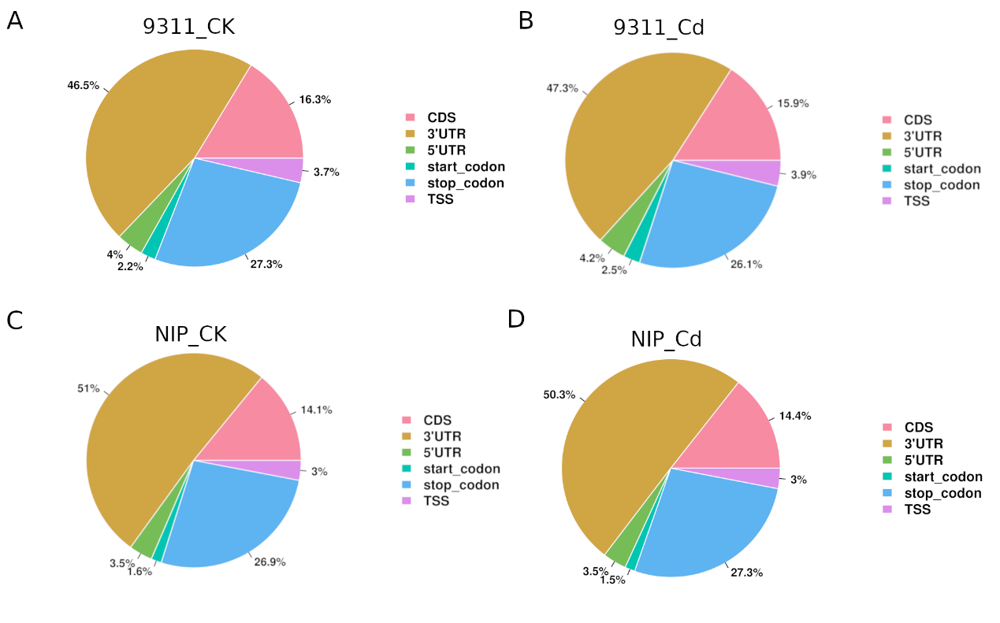 A
9311_CK
46.5%
16.3%
3.7%
4%
2.2%
27.3%
CDS
3'UTR
5'UTR
start_codon
stop_codon
TSS
B
9311_Cd
47.3%
15.9%
3.9%
4.2%
2.5%
26.1%
CDS
3'UTR
5'UTR
start_codon
stop_codon
TSS
C
NIP_CK
51%
14.1%
3%
3.5%
1.6%
26.9%
CDS
3'UTR
5'UTR
start_codon
stop_codon
TSS
D
NIP_Cd
50.3%
14.4%
3%
3.5%
1.5%
27.3%
CDS
3'UTR
5'UTR
start_codon
stop_codon
TSS